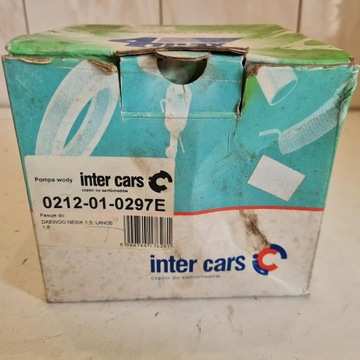 Pompa wody
inter cars
części do samochodów
0212-01-0297E
Pasuje do:
DAEWOO NEXIA 1,5; LANOS
1,6
inter cars
części do samochodów